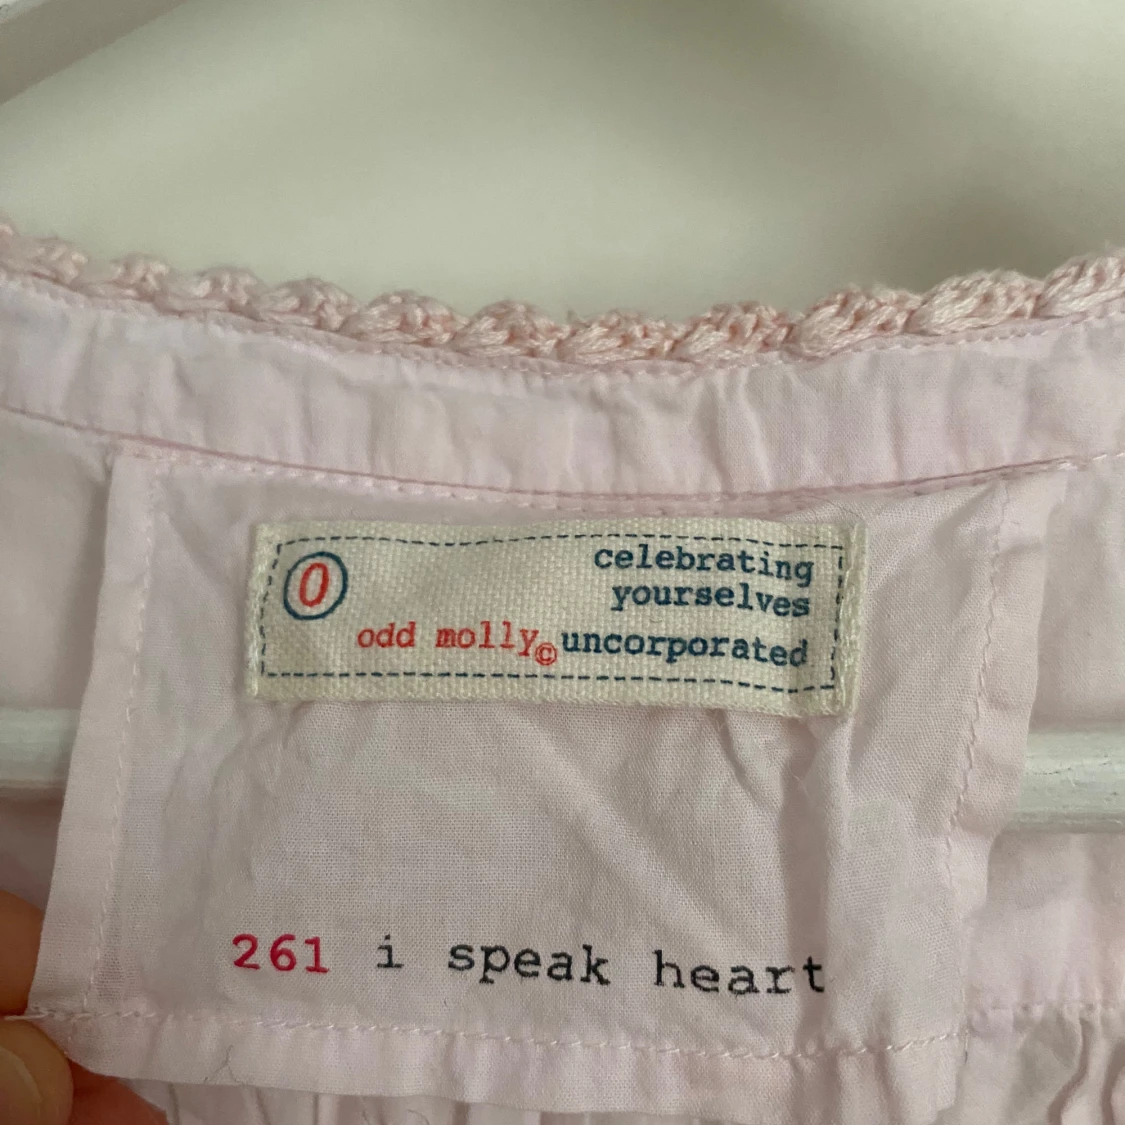 0
celebrating
yourselves
odd molly© uncorporated
261 i speak heart